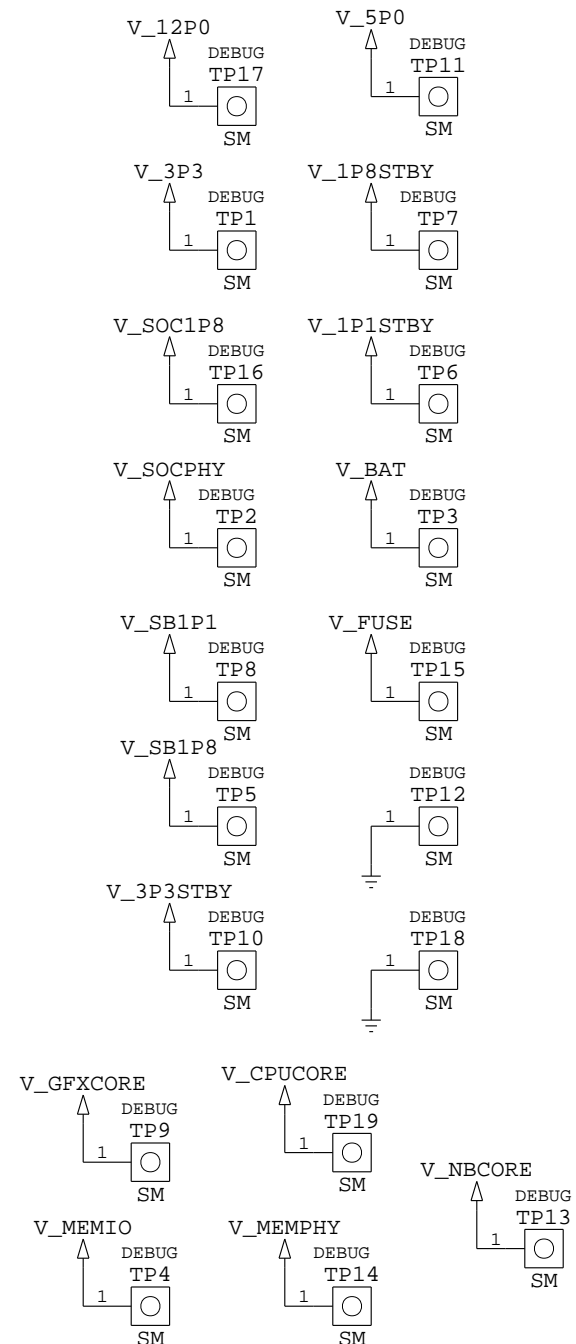 V_12P0
DEBUG
TP17
1
SM
V_5P0
DEBUG
TP11
1
SM
V_3P3
DEBUG
TP1
1
SM
V_1P8STBY
DEBUG
TP7
1
SM
V_SOC1P8
DEBUG
TP16
1
SM
V_1P1STBY
DEBUG
TP6
1
SM
V_SOCPHY
DEBUG
TP2
1
SM
V_BAT
DEBUG
TP3
1
SM
V_SB1P1
DEBUG
TP8
1
SM
V_FUSE
DEBUG
TP15
1
SM
V_SB1P8
DEBUG
TP5
1
SM
DEBUG
TP12
1
SM
V_3P3STBY
DEBUG
TP10
1
SM
DEBUG
TP18
1
SM
V_GFXCORE
DEBUG
TP9
1
SM
V_CPUCORE
DEBUG
TP19
1
SM
V_NBCORE
DEBUG
TP13
1
SM
V_MEMIO
DEBUG
TP4
1
SM
V_MEMPHY
DEBUG
TP14
1
SM